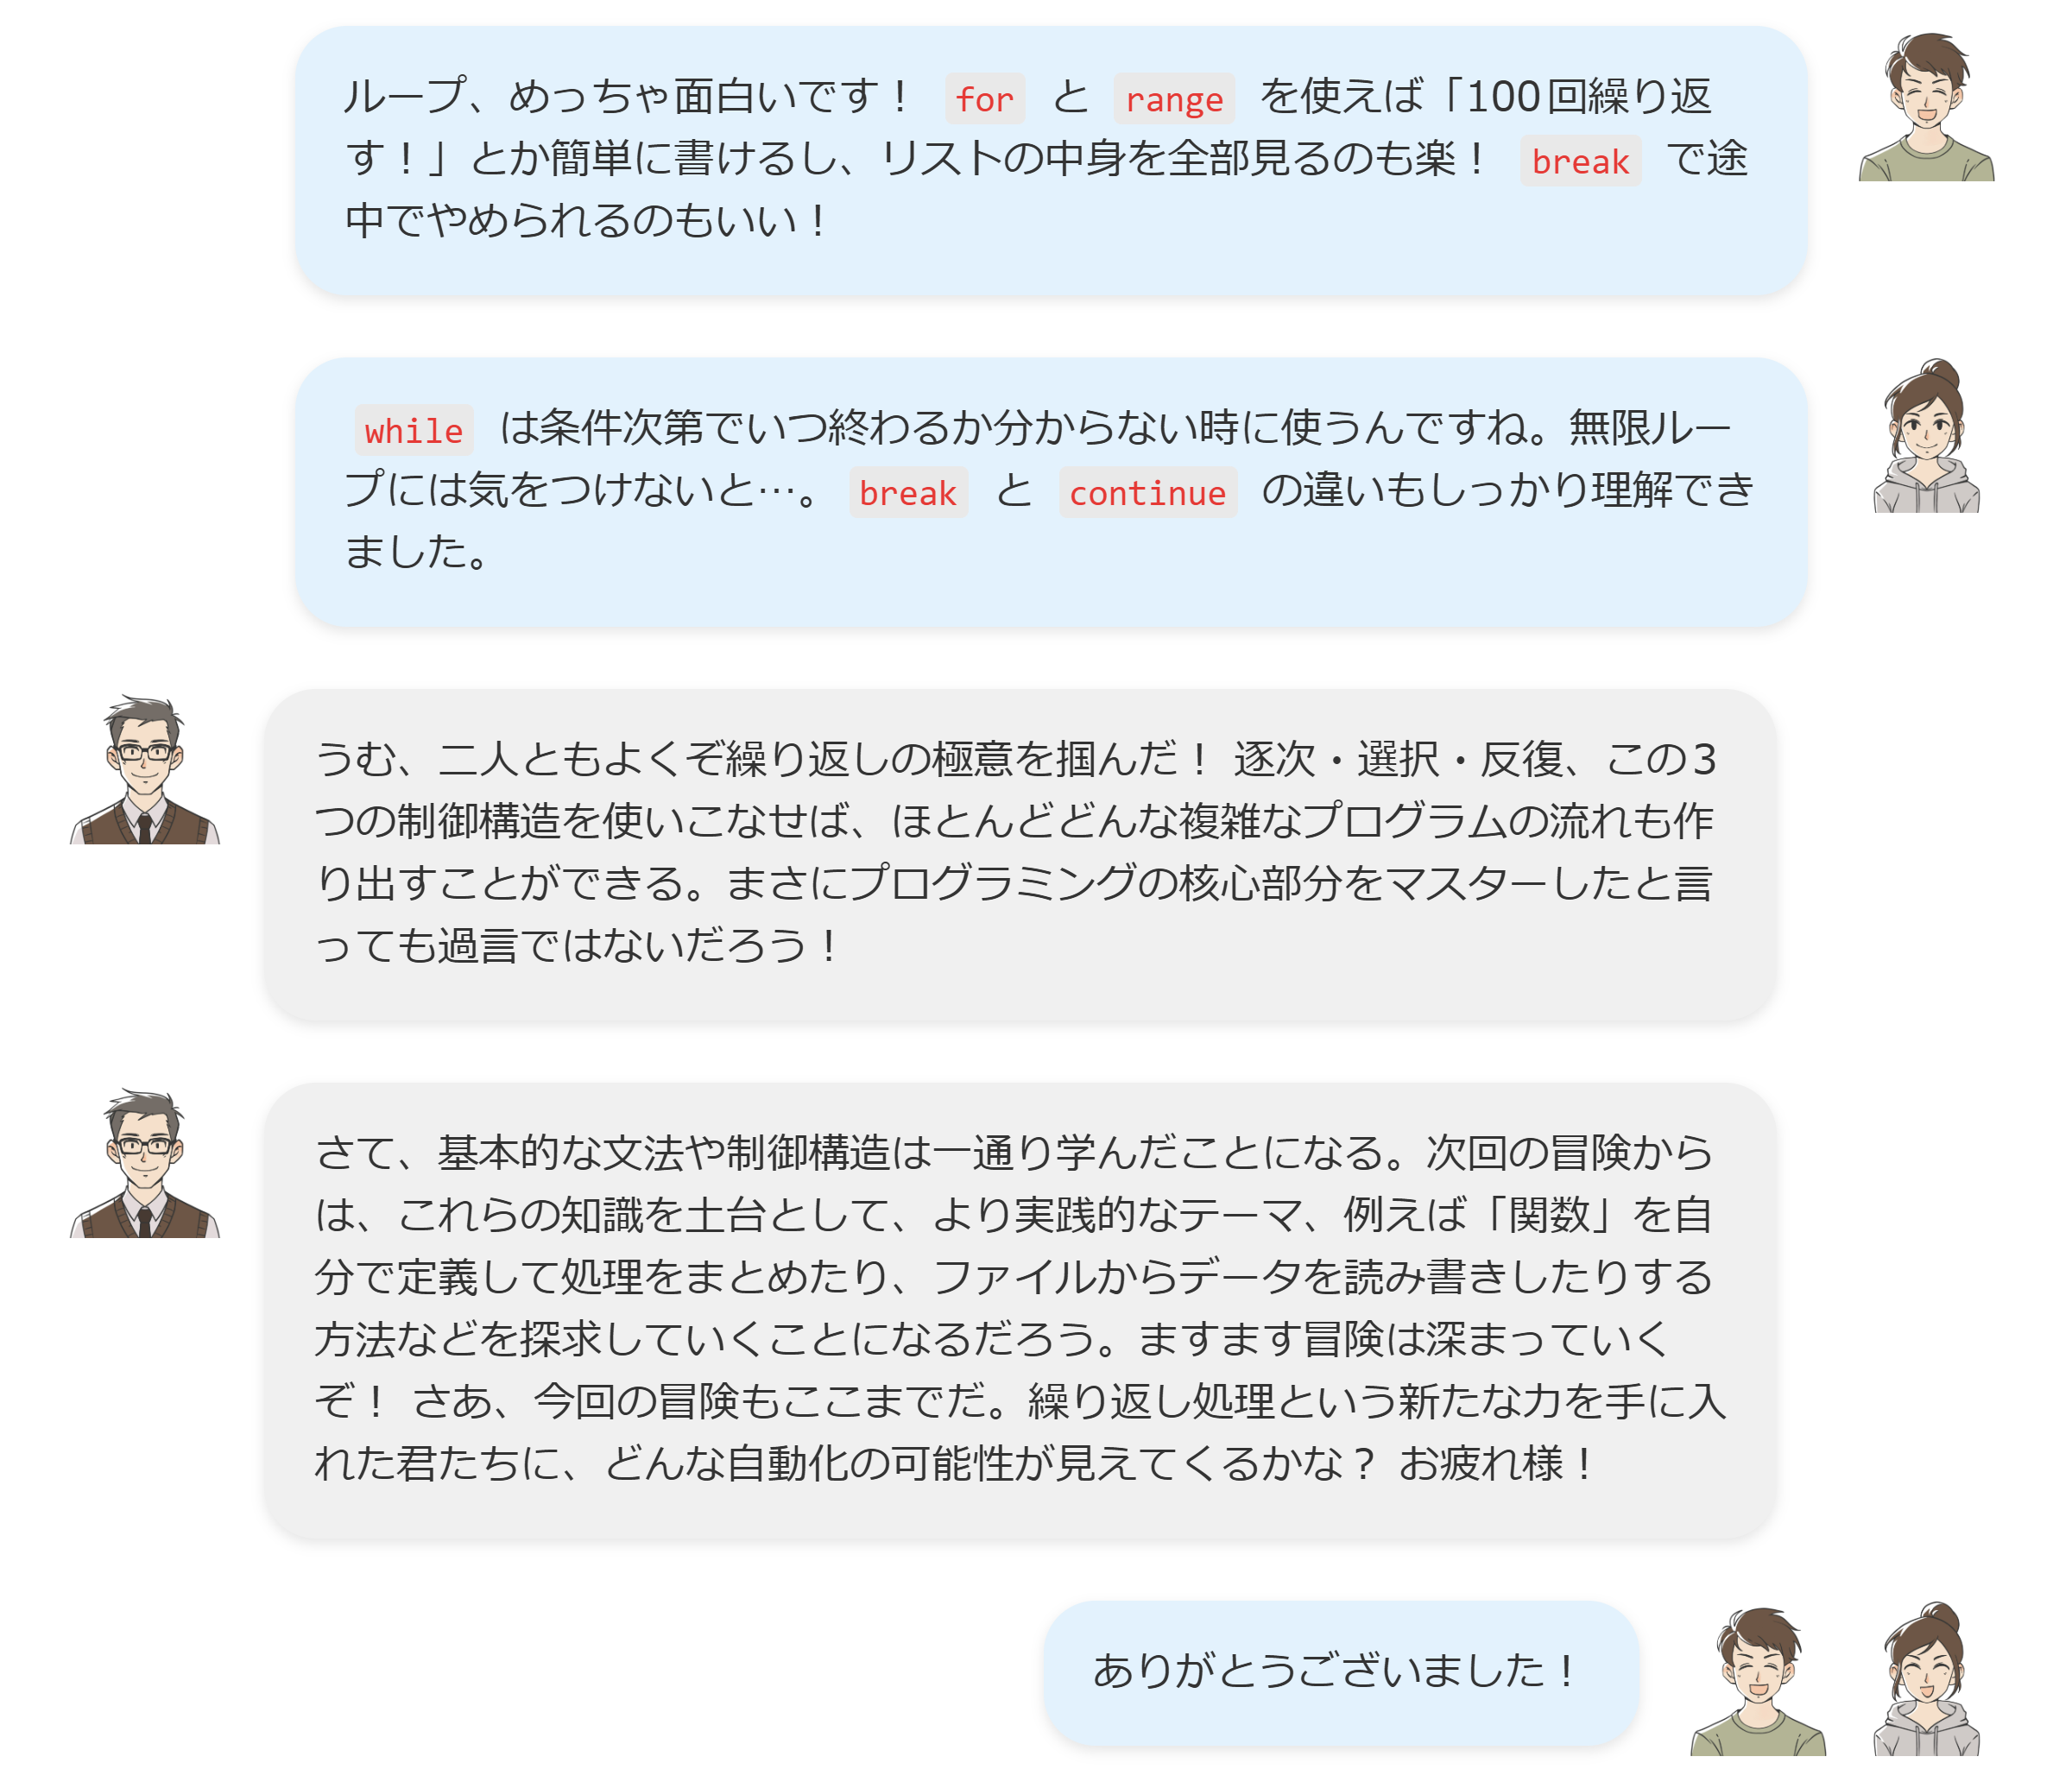 ループ、めっちゃ面白いです！ for と range を使えば「100回繰り返
す！」とか簡単に書けるし、リストの中身を全部見るのも楽！ break で途
中でやめられるのもいい！
while は条件次第でいつ終わるか分からない時に使うんですね。無限ルー
プには気をつけないと…。 break と continue の違いもしっかり理解でき
ました。
うむ、二人ともよくぞ繰り返しの極意を掴んだ！ 逐次・選択・反復、この3
つの制御構造を使いこなせば、ほとんどどんな複雑なプログラムの流れも作
り出すことができる。まさにプログラミングの核心部分をマスターしたと言
っても過言ではないだろう！
さて、基本的な文法や制御構造は一通り学んだことになる。次回の冒険から
は、これらの知識を土台として、より実践的なテーマ、例えば「関数」を自
分で定義して処理をまとめたり、ファイルからデータを読み書きしたりする
方法などを探求していくことになるだろう。ますます冒険は深まっていく
ぞ！ さあ、今回の冒険もここまでだ。繰り返し処理という新たな力を手に入
れた君たちに、どんな自動化の可能性が見えてくるかな？ お疲れ様！
ありがとうございました！